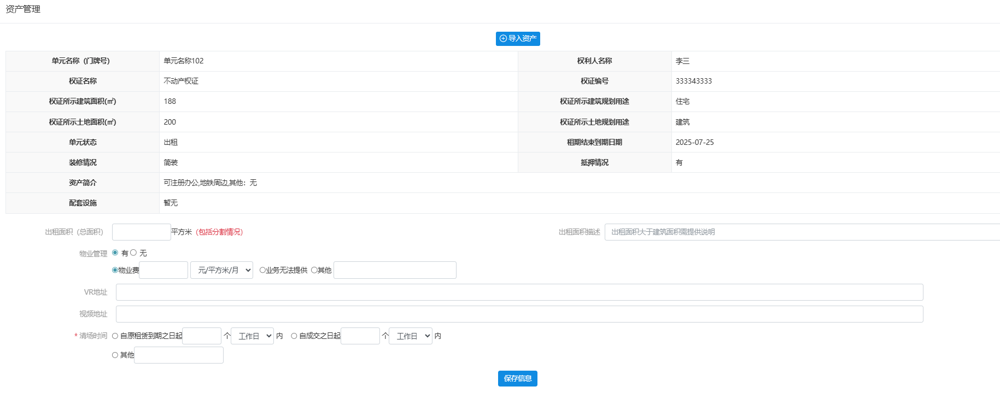 资产管理
导入资产
单元名称（门牌号） 单元名称102 权利人名称 李三
权证名称 不动产权证 权证编号 333343333
权证所示建筑面积(㎡) 188 权证所示建筑规划用途 住宅
权证所示土地面积(㎡) 200 权证所示土地规划用途 建筑
单元状态 出租 租期结束到期日期 2025-07-25
装修情况 简装 抵押情况 有
资产简介 可注册办公,地铁周边,其他：无
配套设施 暂无
出租面积（总面积） 平方米（包括分割情况） 出租面积描述 出租面积大于建筑面积需提供说明
物业管理 有 无
物业费 元/平方米/月 业务无法提供 其他
VR地址
视频地址
* 清场时间 自原租赁到期之日起 个 工作日 内 自成交之日起 个 工作日 内
其他
保存信息